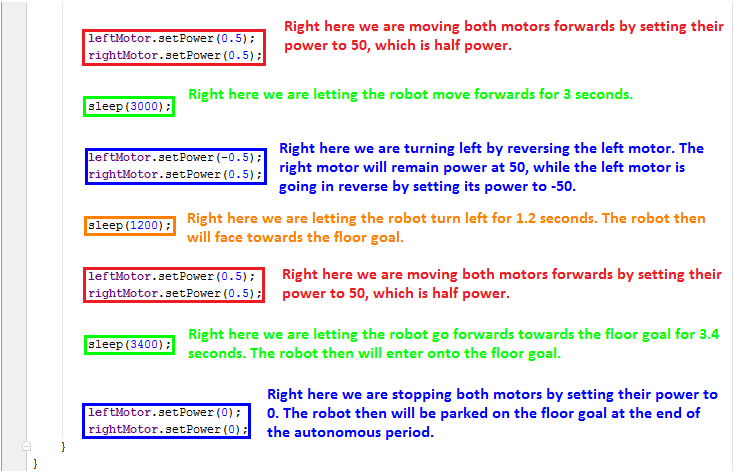 Right here we are moving both motors forwards by setting their
power to 50, which is half power.
leftMotor.setPower(0.5);
rightMotor.setPower(0.5);
Right here we are letting the robot move forwards for 3 seconds.
sleep(3000);
Right here we are turning left by reversing the left motor. The
right motor will remain power at 50, while the left motor is
going in reverse by setting its power to -50.
leftMotor.setPower(-0.5);
rightMotor.setPower(0.5);
Right here we are letting the robot turn left for 1.2 seconds. The robot then
will face towards the floor goal.
sleep(1200);
Right here we are moving both motors forwards by setting their
power to 50, which is half power.
leftMotor.setPower(0.5);
rightMotor.setPower(0.5);
Right here we are letting the robot go forwards towards the floor goal for 3.4
seconds. The robot then will enter onto the floor goal.
sleep(3400);
Right here we are stopping both motors by setting their power to
0. The robot then will be parked on the floor goal at the end of
the autonomous period.
leftMotor.setPower(0);
rightMotor.setPower(0);
}
}